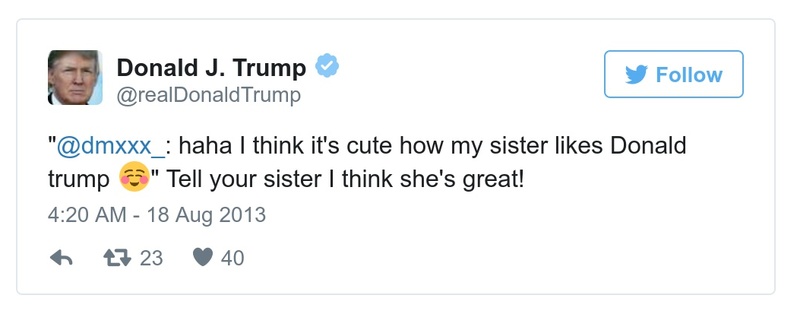 Donald J. Trump
@realDonaldTrump
Follow
"@dmxxx_: haha I think it's cute how my sister likes Donald
trump ☺️" Tell your sister I think she's great!
4:20 AM - 18 Aug 2013
23 40